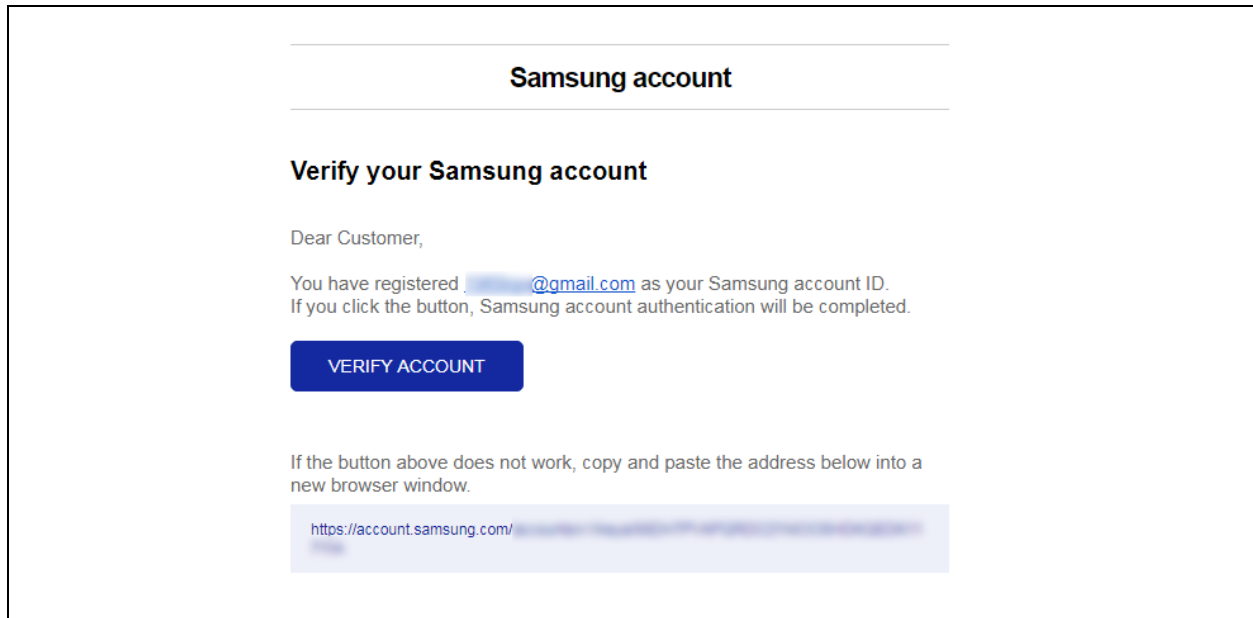 Samsung account
Verify your Samsung account
Dear Customer,
You have registered @gmail.com as your Samsung account ID.
If you click the button, Samsung account authentication will be completed.
VERIFY ACCOUNT
If the button above does not work, copy and paste the address below into a
new browser window.
https://account.samsung.com/